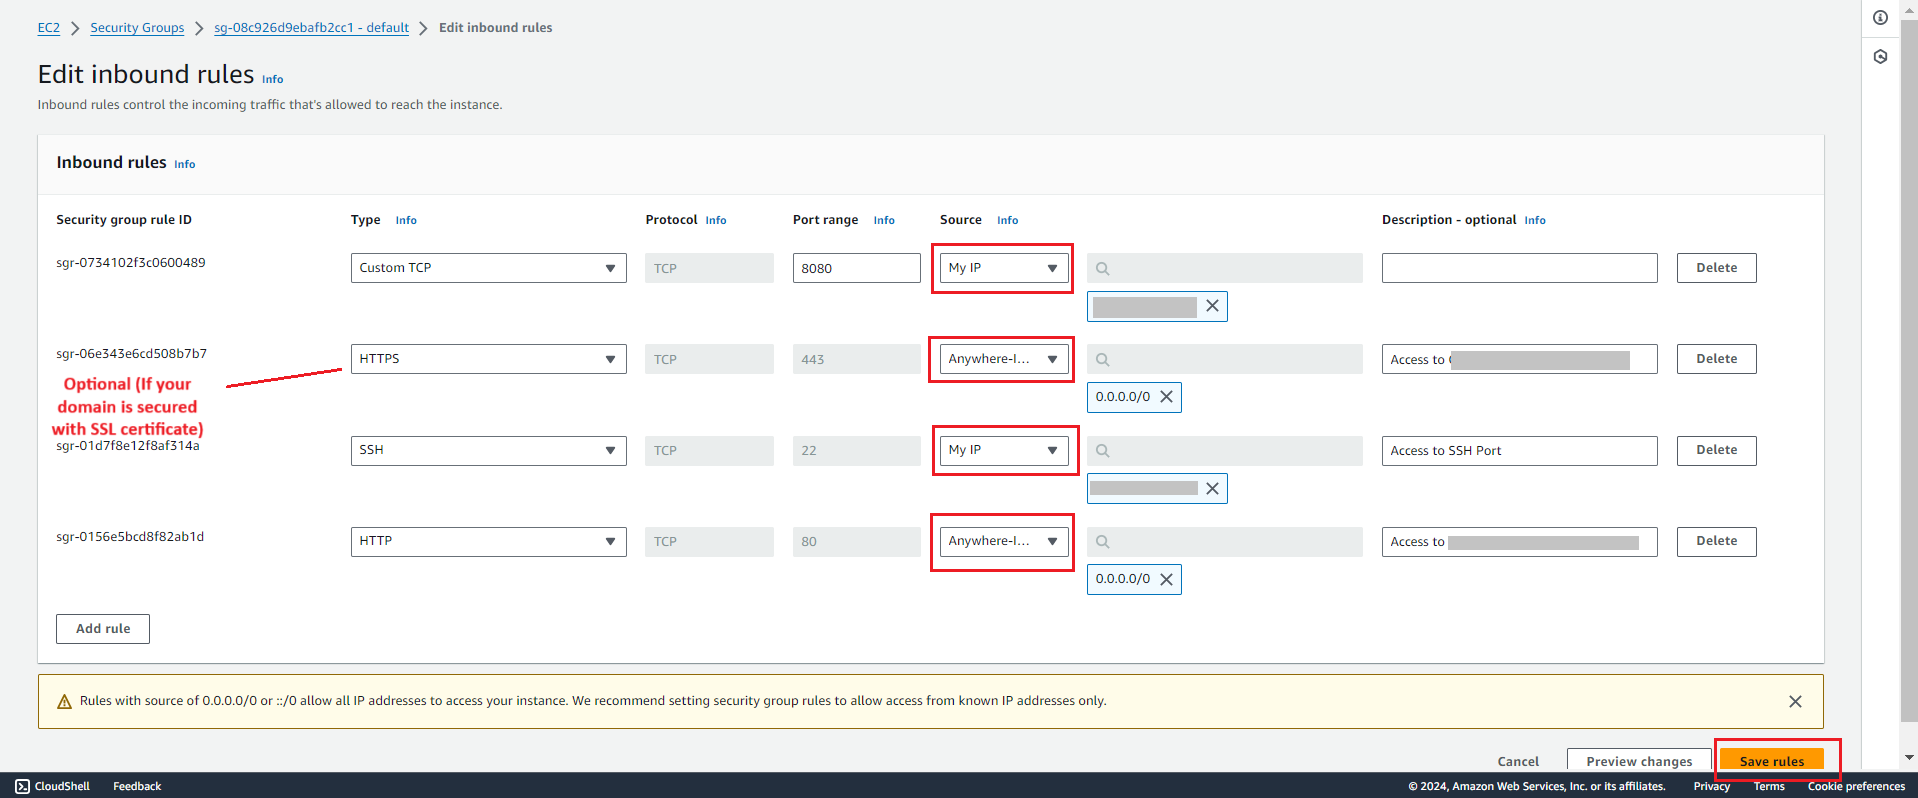 EC2 > Security Groups > sg-08c926d9ebafb2cc1 - default > Edit inbound rules
Edit inbound rules Info
Inbound rules control the incoming traffic that's allowed to reach the instance.
Inbound rules Info
Security group rule ID Type Info Protocol Info Port range Info Source Info Description - optional Info
sgr-0734102f3c0600489 Custom TCP TCP 8080 My IP Delete
sgr-06e343e6cd508b7b7 HTTPS TCP 443 Anywhere-I... Access to Delete
0.0.0.0/0
Optional (If your
domain is secured
with SSL certificate)
sgr-01d7f8e12f8af314a SSH TCP 22 My IP Access to SSH Port Delete
sgr-0156e5bcd8f82ab1d HTTP TCP 80 Anywhere-I... Access to Delete
0.0.0.0/0
Add rule
Rules with source of 0.0.0.0/0 or ::/0 allow all IP addresses to access your instance. We recommend setting security group rules to allow access from known IP addresses only.
Cancel Preview changes Save rules
CloudShell Feedback © 2024, Amazon Web Services, Inc. or its affiliates. Privacy Terms Cookie preferences